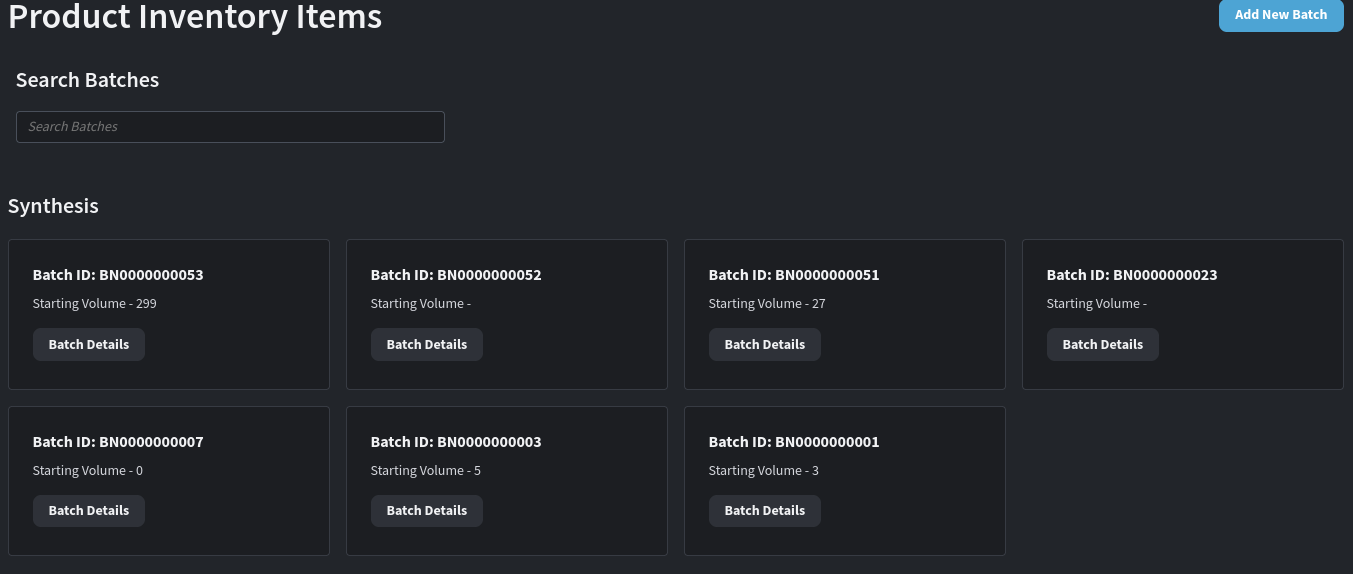 Product Inventory Items
Add New Batch
Search Batches
Search Batches
Synthesis
Batch ID: BN0000000053
Starting Volume - 299
Batch Details
Batch ID: BN0000000052
Starting Volume -
Batch Details
Batch ID: BN0000000051
Starting Volume - 27
Batch Details
Batch ID: BN0000000023
Starting Volume -
Batch Details
Batch ID: BN0000000007
Starting Volume - 0
Batch Details
Batch ID: BN0000000003
Starting Volume - 5
Batch Details
Batch ID: BN0000000001
Starting Volume - 3
Batch Details